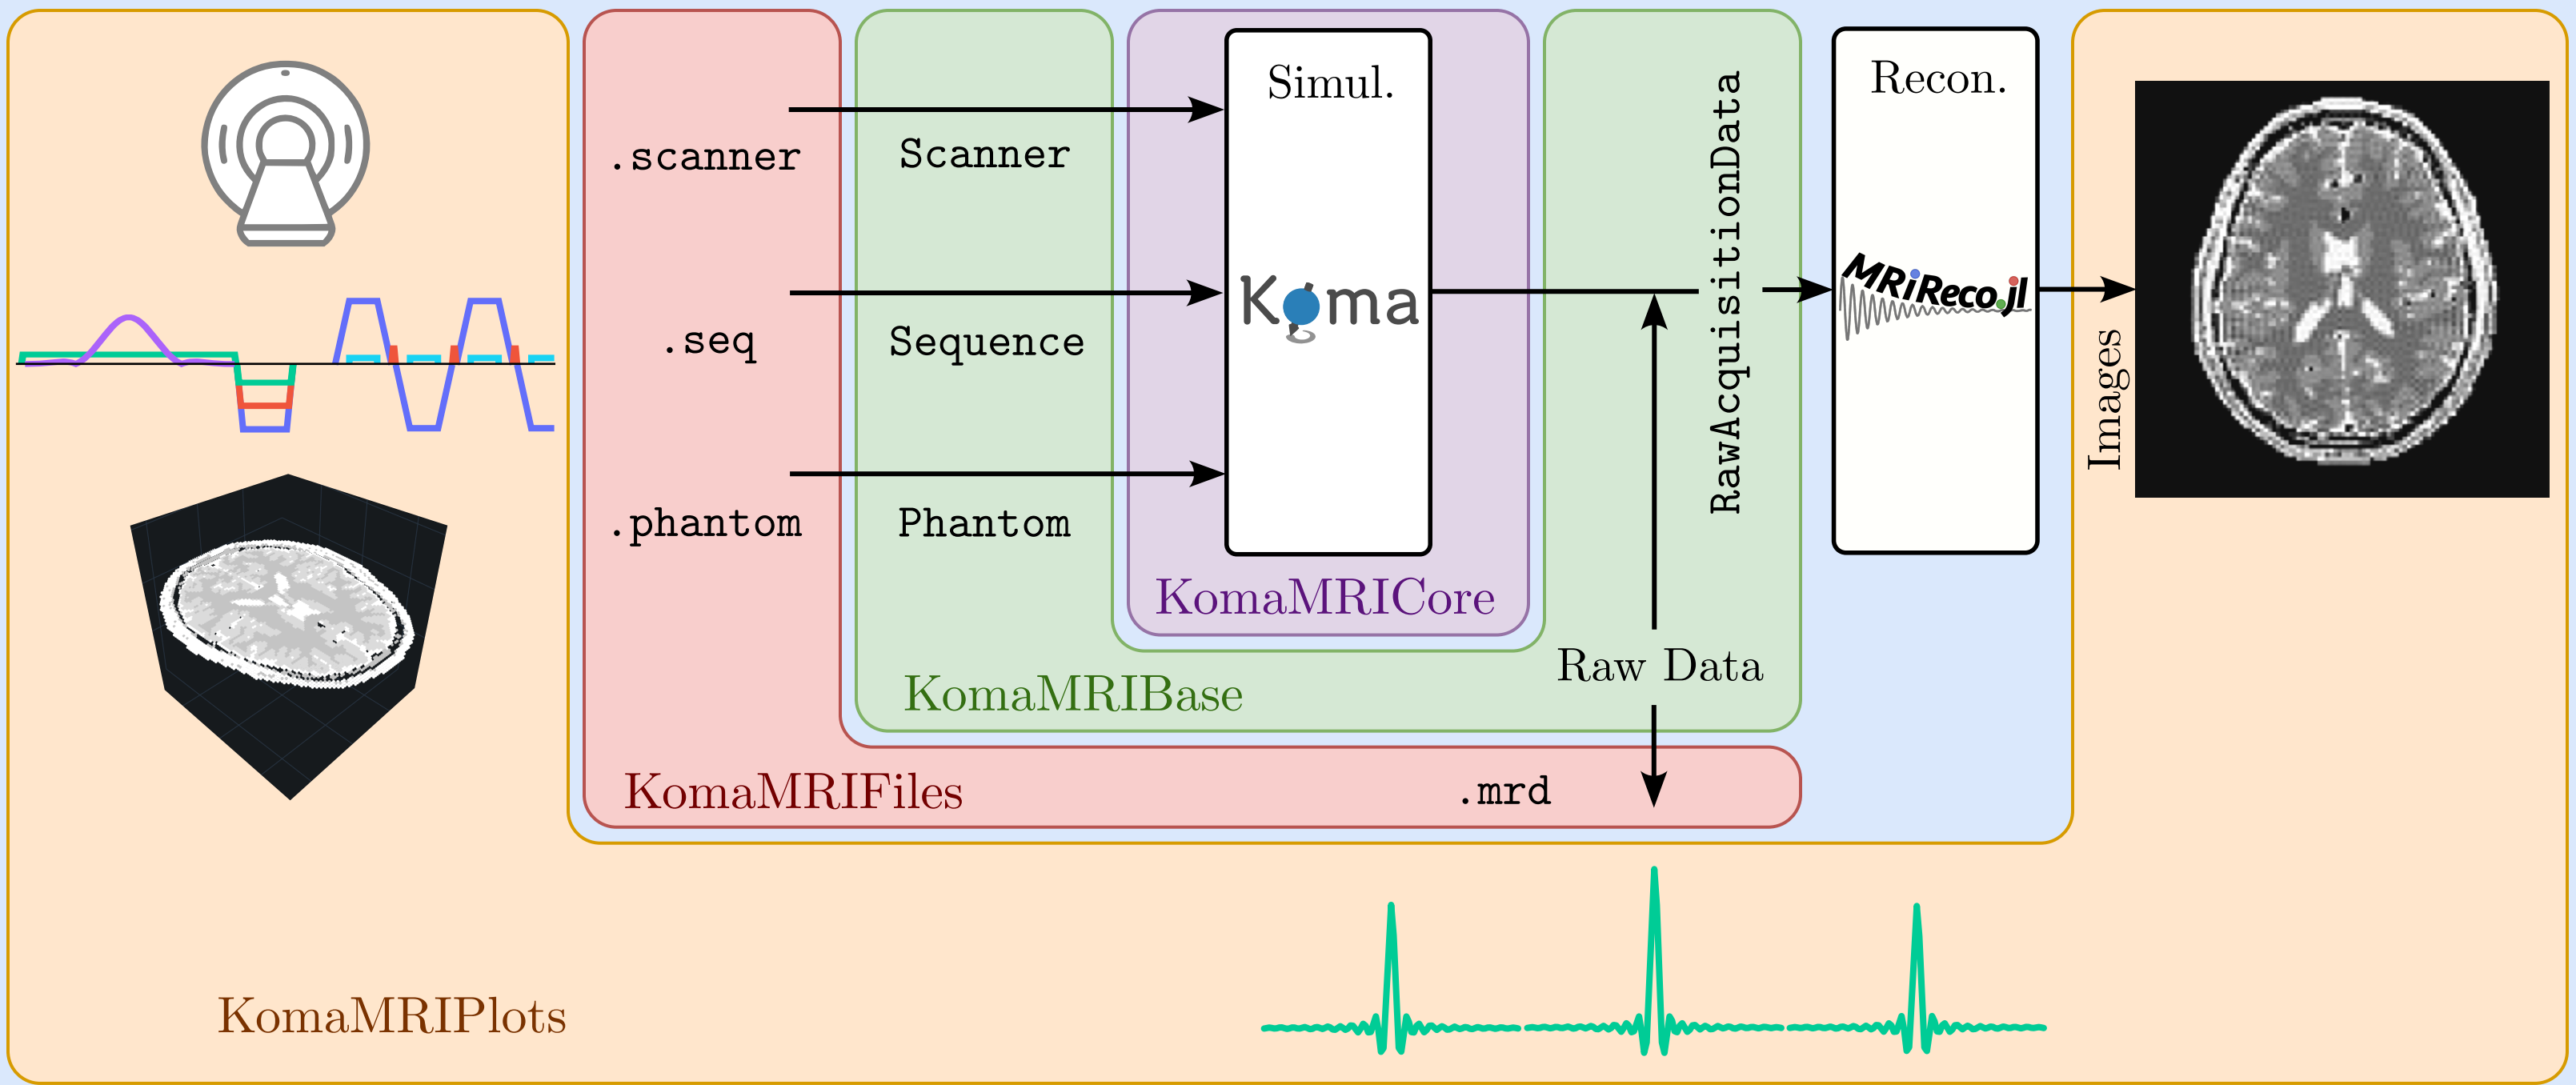 Simul.
Recon.
.scanner
Scanner
RawAcquisitionData
.seq
Sequence
Koma
MRiReco.jl
Images
.phantom
Phantom
KomaMRICore
Raw Data
KomaMRIBase
KomaMRIFiles
.mrd
KomaMRIPlots